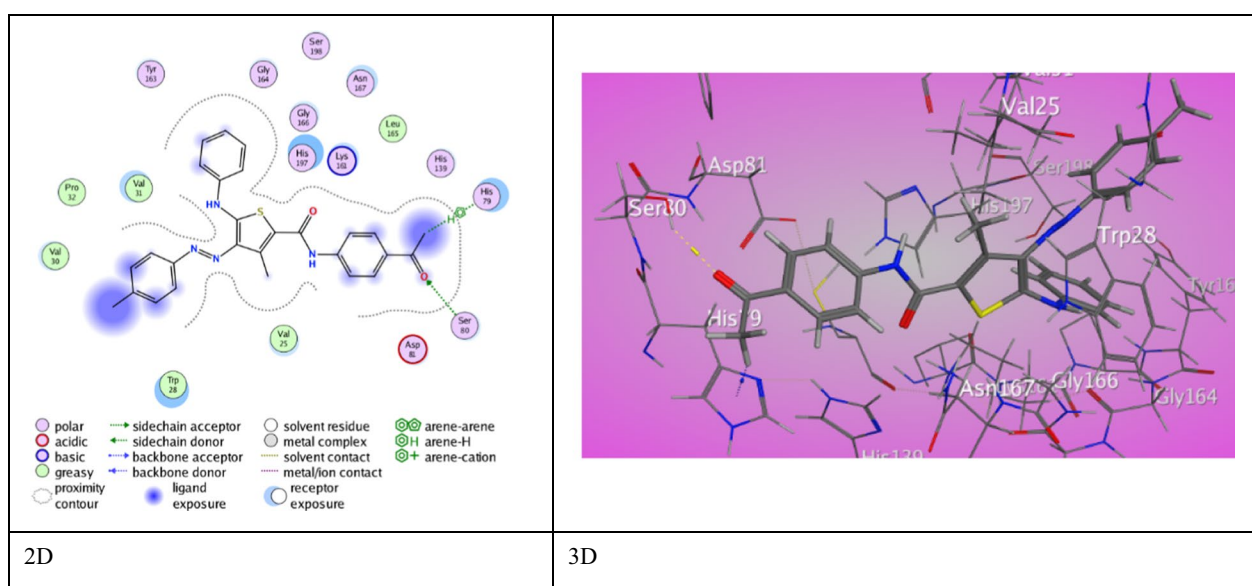 Ser
198
Tyr
163
Gly
164
Asn
167
Gly
166
Leu
165
His
197
Lys
161
His
139
His
79
Pro
32
Val
31
HN
S
O
H
N
N
N
H
O
Val
30
Val
25
Ser
80
Asp
81
Trp
28
polar
acidic
basic
greasy
proximity
contour
sidechain acceptor
sidechain donor
backbone acceptor
backbone donor
ligand
exposure
solvent residue
metal complex
solvent contact
metal/ion contact
receptor
exposure
arene-arene
H arene-H
+ arene-cation
Val25
Asp81
Ser198
Ser80
His197
Trp28
His79
Asn167
Gly166
Gly164
His139
2D
3D